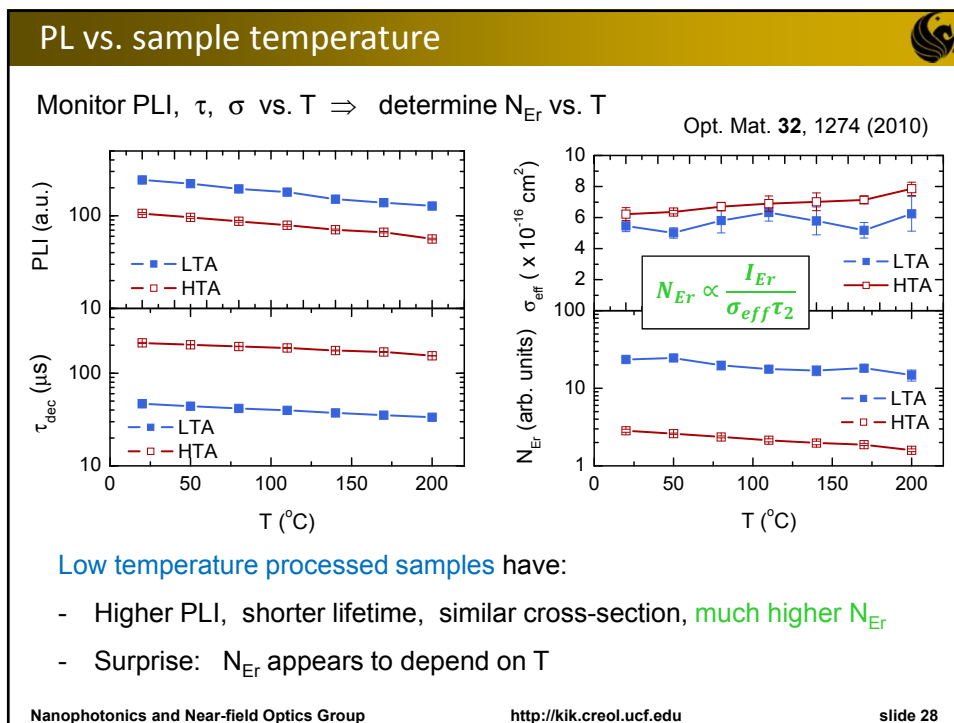 PL vs. sample temperature
Monitor PLI, τ, σ vs. T ⇒ determine N_Er vs. T
Opt. Mat. 32, 1274 (2010)
PLI (a.u.)
100
10
LTA
HTA
τ_dec (μs)
100
10
LTA
HTA
0 50 100 150 200
T (°C)
σ_eff ( x 10^-16 cm^2)
10
8
6
4
2
LTA
HTA
N_Er ∝ I_Er / σ_eff τ_2
N_Er (arb. units)
100
10
1
LTA
HTA
0 50 100 150 200
T (°C)
Low temperature processed samples have:
- Higher PLI, shorter lifetime, similar cross-section, much higher N_Er
- Surprise: N_Er appears to depend on T
Nanophotonics and Near-field Optics Group http://kik.creol.ucf.edu slide 28